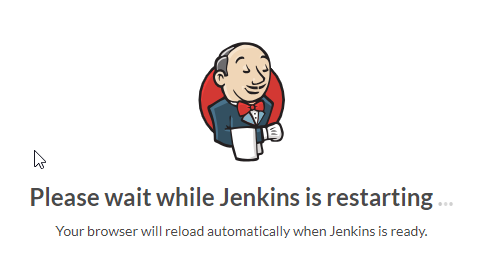 Please wait while Jenkins is restarting ...
Your browser will reload automatically when Jenkins is ready.